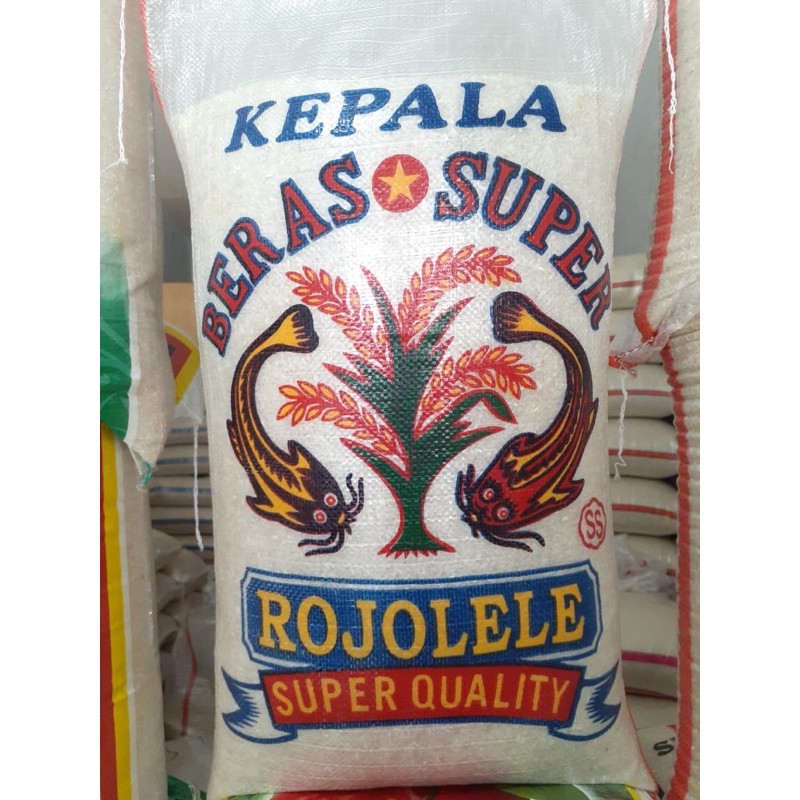 KEPALA
BERAS SUPER
SS
ROJOLELE
SUPER QUALITY